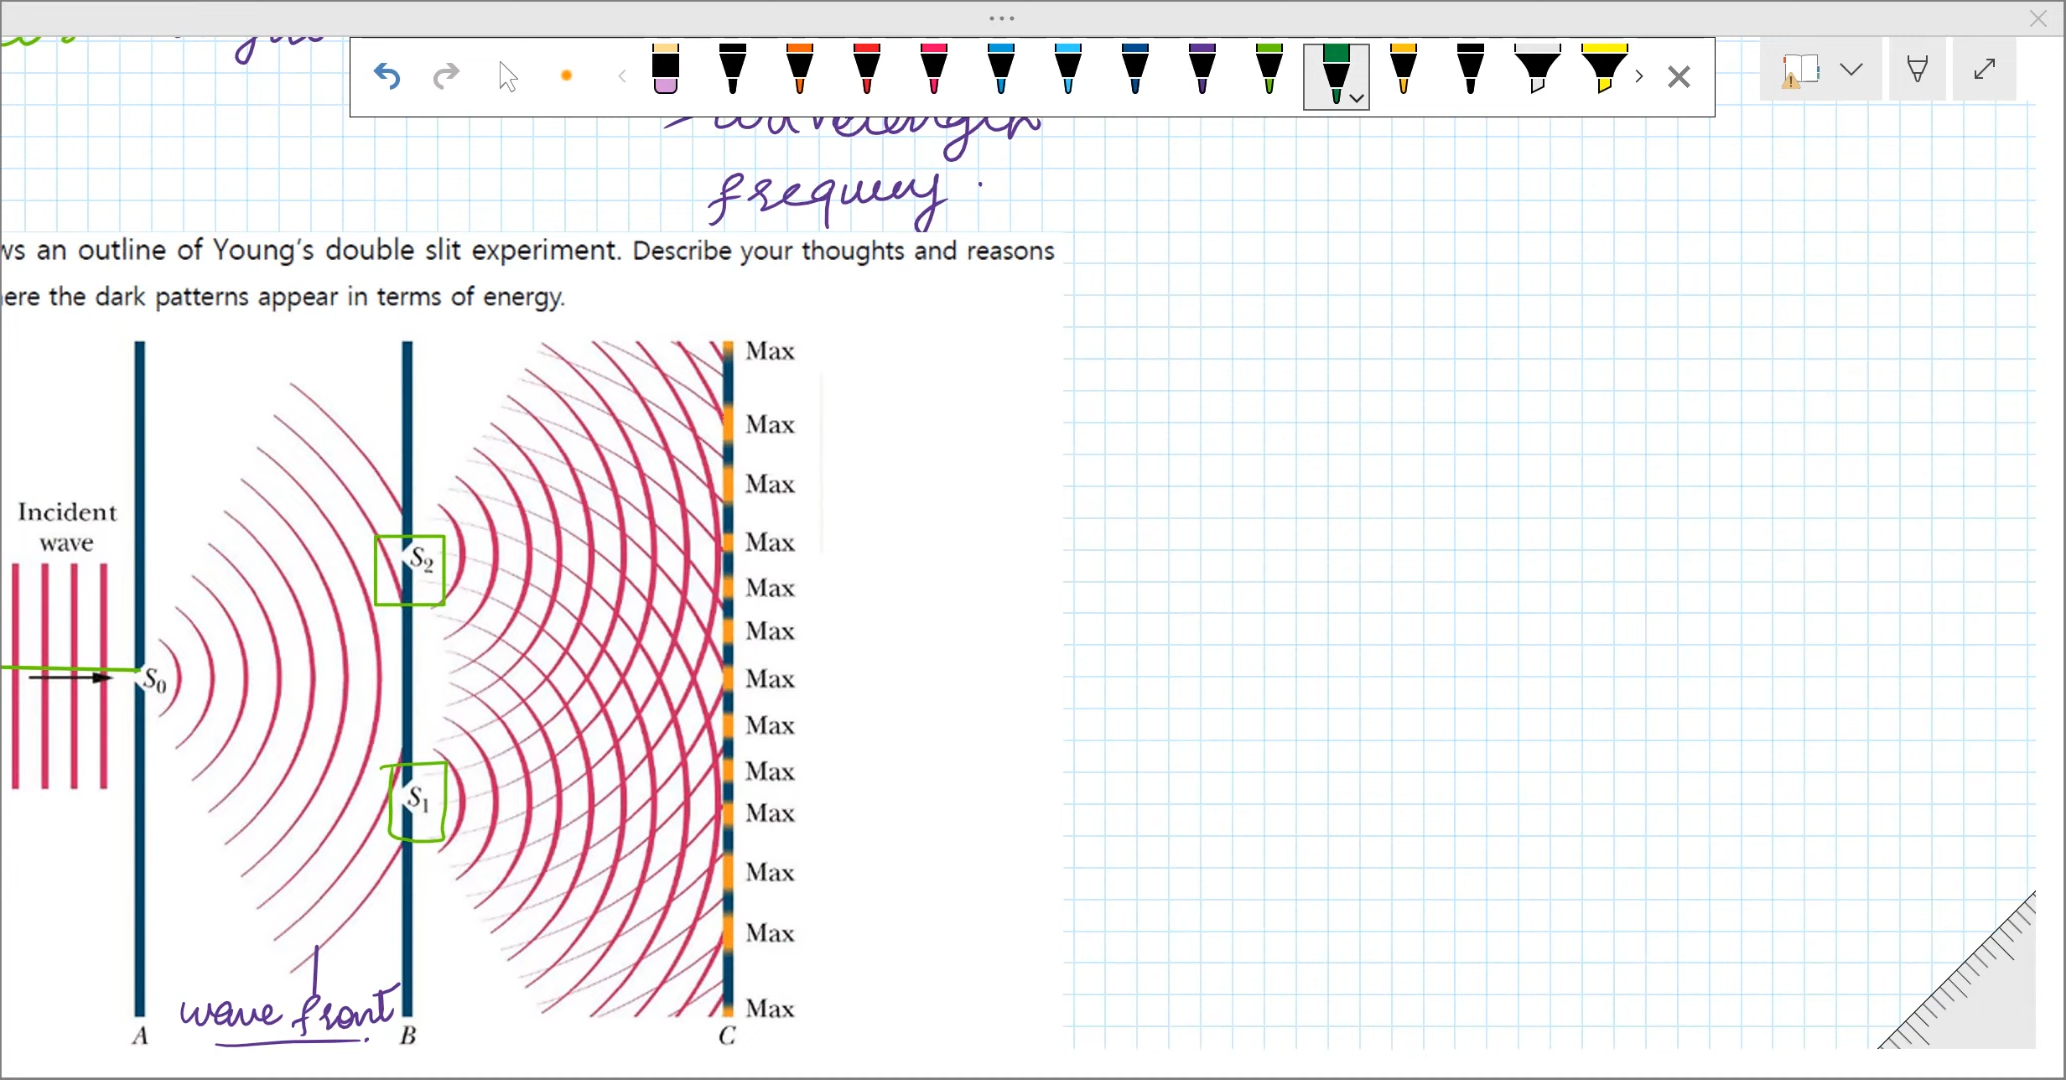 wavelength
frequency.
ws an outline of Young's double slit experiment. Describe your thoughts and reasons
ere the dark patterns appear in terms of energy.
Max
Max
Max
Incident
wave
Max
S2
Max
Max
S0
Max
Max
Max
S1
Max
Max
Max
Max
wave front
A
B
C